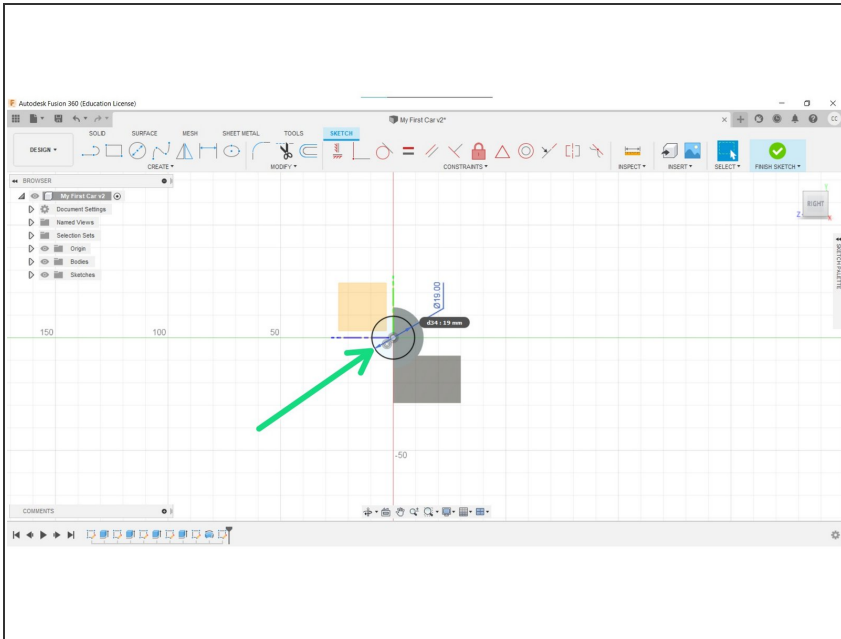 Autodesk Fusion 360 (Education License)
My First Car v2*
CC
SOLID SURFACE MESH SHEET METAL TOOLS SKETCH
DESIGN
CREATE MODIFY CONSTRAINTS INSPECT INSERT SELECT FINISH SKETCH
BROWSER
My First Car v2
Document Settings
Named Views
Selection Sets
Origin
Bodies
Sketches
RIGHT
Y
Z
X
SKETCH PALETTE
Ø19.00
d34 : 19 mm
150 100 50
-50
COMMENTS